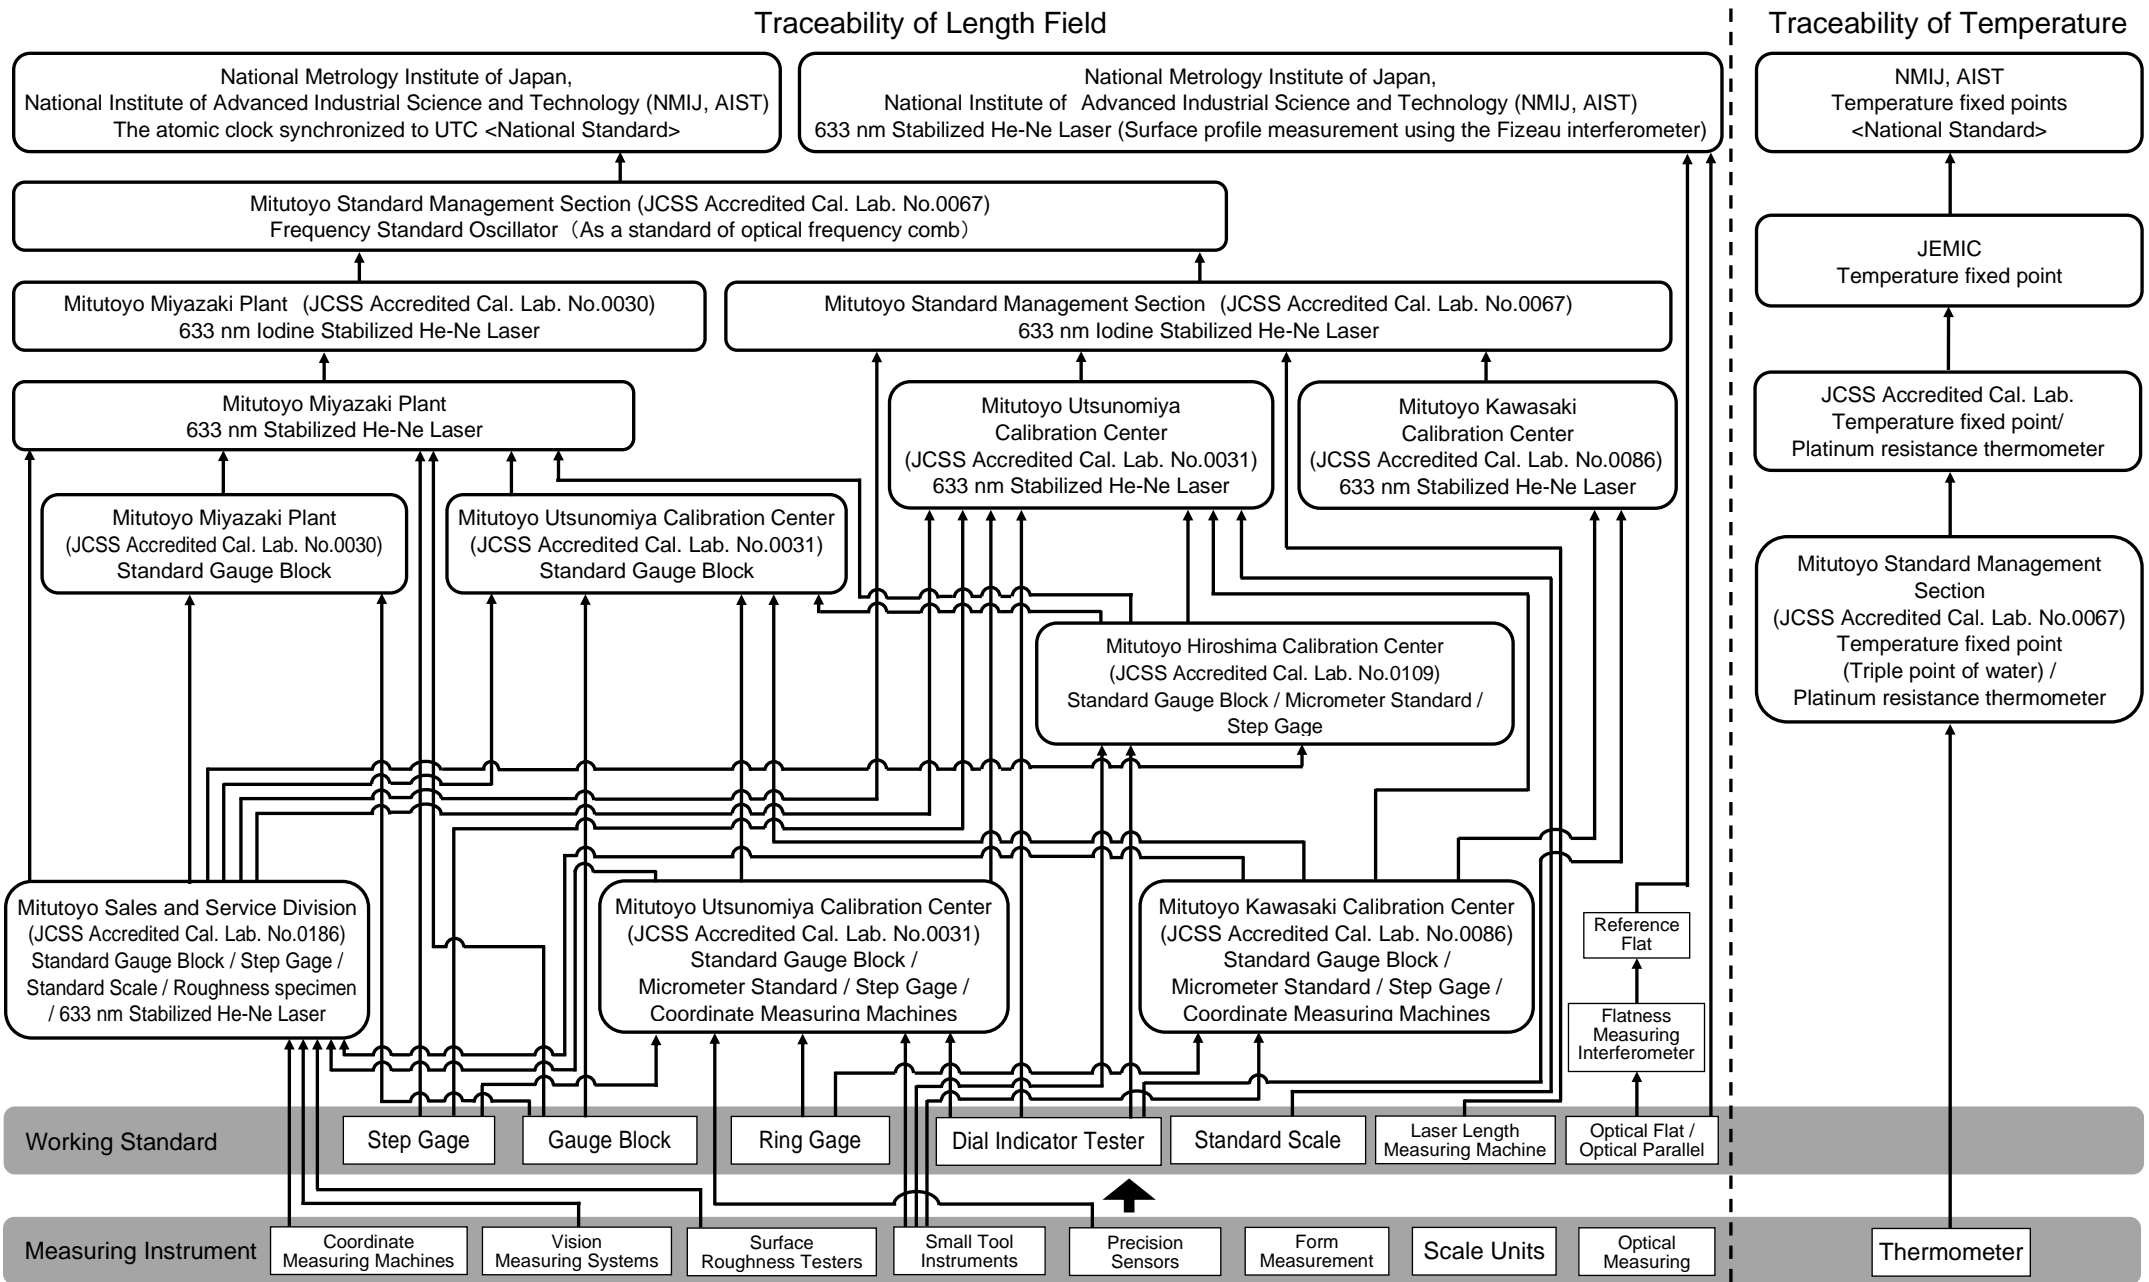 Traceability of Length Field
Traceability of Temperature
National Metrology Institute of Japan,
National Institute of Advanced Industrial Science and Technology (NMIJ, AIST)
The atomic clock synchronized to UTC <National Standard>
National Metrology Institute of Japan,
National Institute of Advanced Industrial Science and Technology (NMIJ, AIST)
633 nm Stabilized He-Ne Laser (Surface profile measurement using the Fizeau interferometer)
NMIJ, AIST
Temperature fixed points
<National Standard>
Mitutoyo Standard Management Section (JCSS Accredited Cal. Lab. No.0067)
Frequency Standard Oscillator（As a standard of optical frequency comb）
JEMIC
Temperature fixed point
Mitutoyo Miyazaki Plant (JCSS Accredited Cal. Lab. No.0030)
633 nm Iodine Stabilized He-Ne Laser
Mitutoyo Standard Management Section (JCSS Accredited Cal. Lab. No.0067)
633 nm Iodine Stabilized He-Ne Laser
Mitutoyo Miyazaki Plant
633 nm Stabilized He-Ne Laser
Mitutoyo Utsunomiya
Calibration Center
(JCSS Accredited Cal. Lab. No.0031)
633 nm Stabilized He-Ne Laser
Mitutoyo Kawasaki
Calibration Center
(JCSS Accredited Cal. Lab. No.0086)
633 nm Stabilized He-Ne Laser
JCSS Accredited Cal. Lab.
Temperature fixed point/
Platinum resistance thermometer
Mitutoyo Miyazaki Plant
(JCSS Accredited Cal. Lab. No.0030)
Standard Gauge Block
Mitutoyo Utsunomiya Calibration Center
(JCSS Accredited Cal. Lab. No.0031)
Standard Gauge Block
Mitutoyo Standard Management
Section
(JCSS Accredited Cal. Lab. No.0067)
Temperature fixed point
(Triple point of water) /
Platinum resistance thermometer
Mitutoyo Hiroshima Calibration Center
(JCSS Accredited Cal. Lab. No.0109)
Standard Gauge Block / Micrometer Standard /
Step Gage
Mitutoyo Sales and Service Division
(JCSS Accredited Cal. Lab. No.0186)
Standard Gauge Block / Step Gage /
Standard Scale / Roughness specimen
/ 633 nm Stabilized He-Ne Laser
Mitutoyo Utsunomiya Calibration Center
(JCSS Accredited Cal. Lab. No.0031)
Standard Gauge Block /
Micrometer Standard / Step Gage /
Coordinate Measuring Machines
Mitutoyo Kawasaki Calibration Center
(JCSS Accredited Cal. Lab. No.0086)
Standard Gauge Block /
Micrometer Standard / Step Gage /
Coordinate Measuring Machines
Reference
Flat
Flatness
Measuring
Interferometer
Working Standard
Step Gage
Gauge Block
Ring Gage
Dial Indicator Tester
Standard Scale
Laser Length
Measuring Machine
Optical Flat /
Optical Parallel
Measuring Instrument
Coordinate
Measuring Machines
Vision
Measuring Systems
Surface
Roughness Testers
Small Tool
Instruments
Precision
Sensors
Form
Measurement
Scale Units
Optical
Measuring
Thermometer